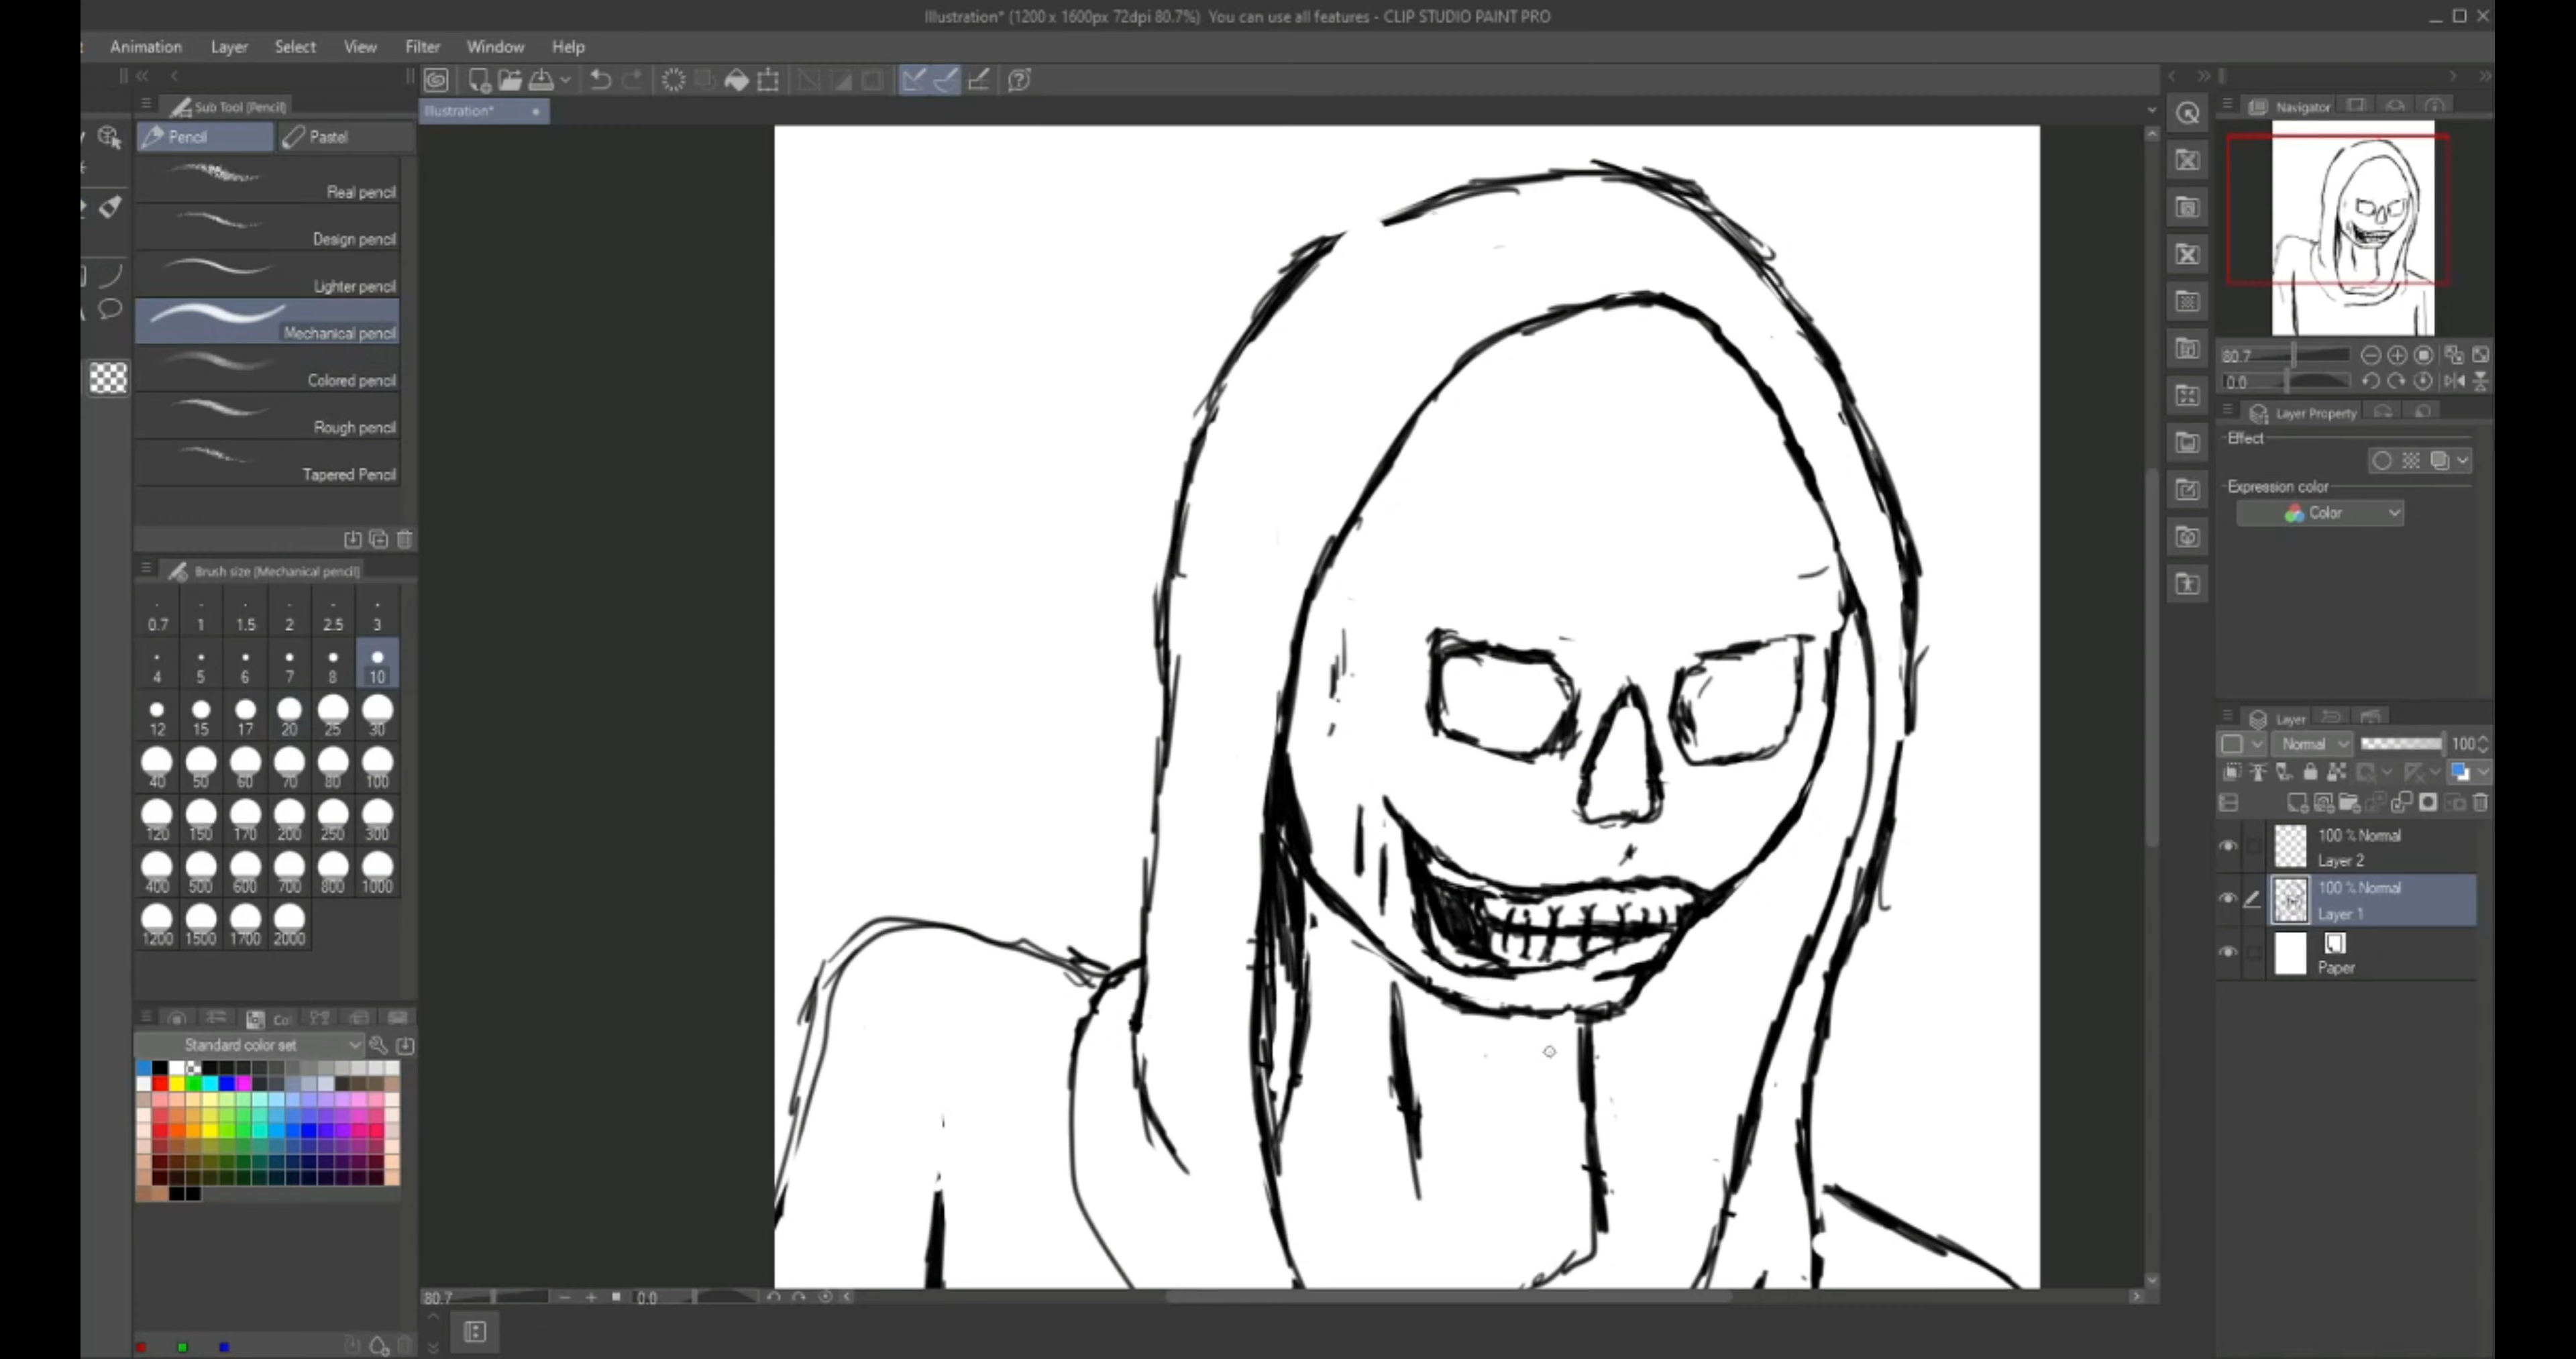 Illustration* (1200 x 1600px 72dpi 80.7%) You can use all features - CLIP STUDIO PAINT PRO
Animation Layer Select View Filter Window Help
Sub Tool [Pencil]
Pencil Pastel
Real pencil
Design pencil
Lighter pencil
Mechanical pencil
Colored pencil
Rough pencil
Tapered Pencil
Brush size [Mechanical pencil]
0.7 1 1.5 2 2.5 3
4 5 6 7 8 10
12 15 17 20 25 30
40 50 60 70 80 100
120 150 170 200 250 300
400 500 600 700 800 1000
1200 1500 1700 2000
Col
Standard color set
Illustration*
80.7 0.0
Navigator
80.7
0.0
Layer Property
Effect
Expression color
Color
Layer
Normal 100
100 % Normal
Layer 2
100 % Normal
Layer 1
Paper